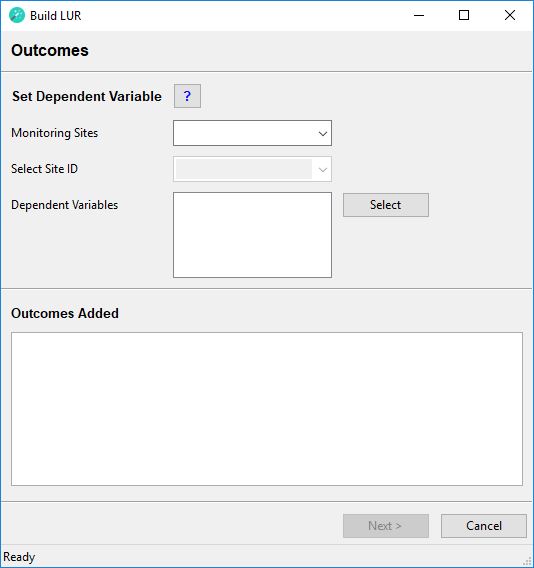 Build LUR
Outcomes
Set Dependent Variable ?
Monitoring Sites
Select Site ID
Dependent Variables Select
Outcomes Added
Next > Cancel
Ready